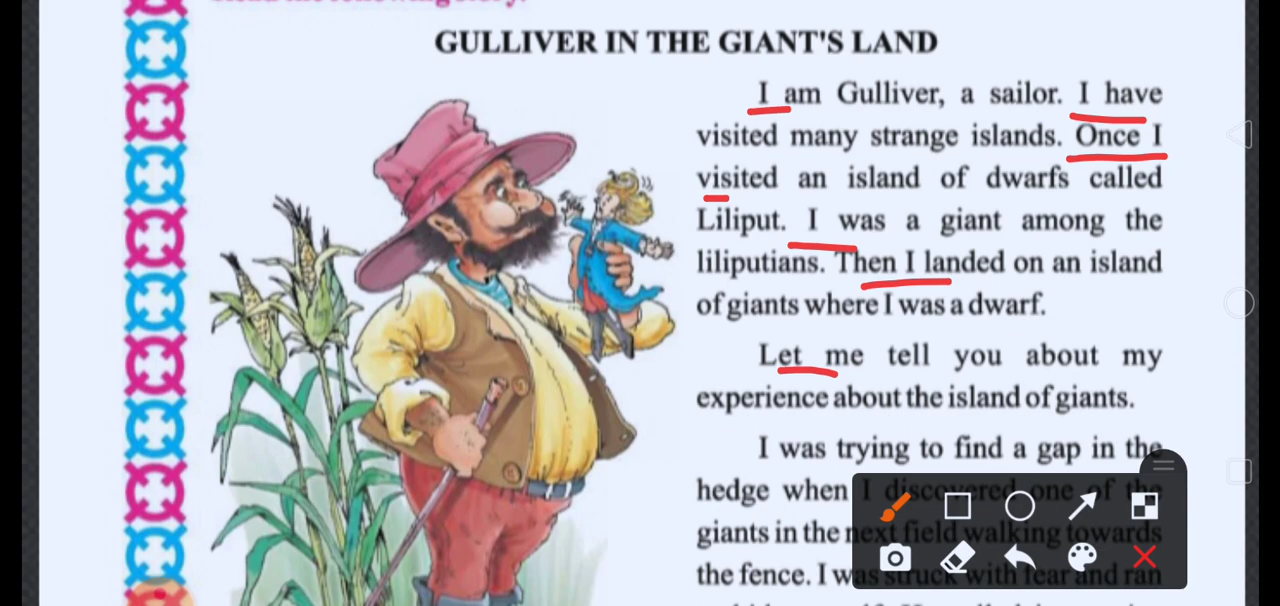 GULLIVER IN THE GIANT'S LAND
I am Gulliver, a sailor. I have
visited many strange islands. Once I
visited an island of dwarfs called
Liliput. I was a giant among the
liliputians. Then I landed on an island
of giants where I was a dwarf.
Let me tell you about my
experience about the island of giants.
I was trying to find a gap in the
hedge when I discovered one of the
giants in the next field walking towards
the fence. I was struck with fear and ran